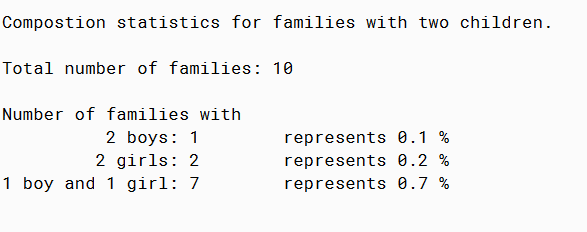 Compostion statistics for families with two children.
Total number of families: 10
Number of families with
2 boys: 1 represents 0.1 %
2 girls: 2 represents 0.2 %
1 boy and 1 girl: 7 represents 0.7 %